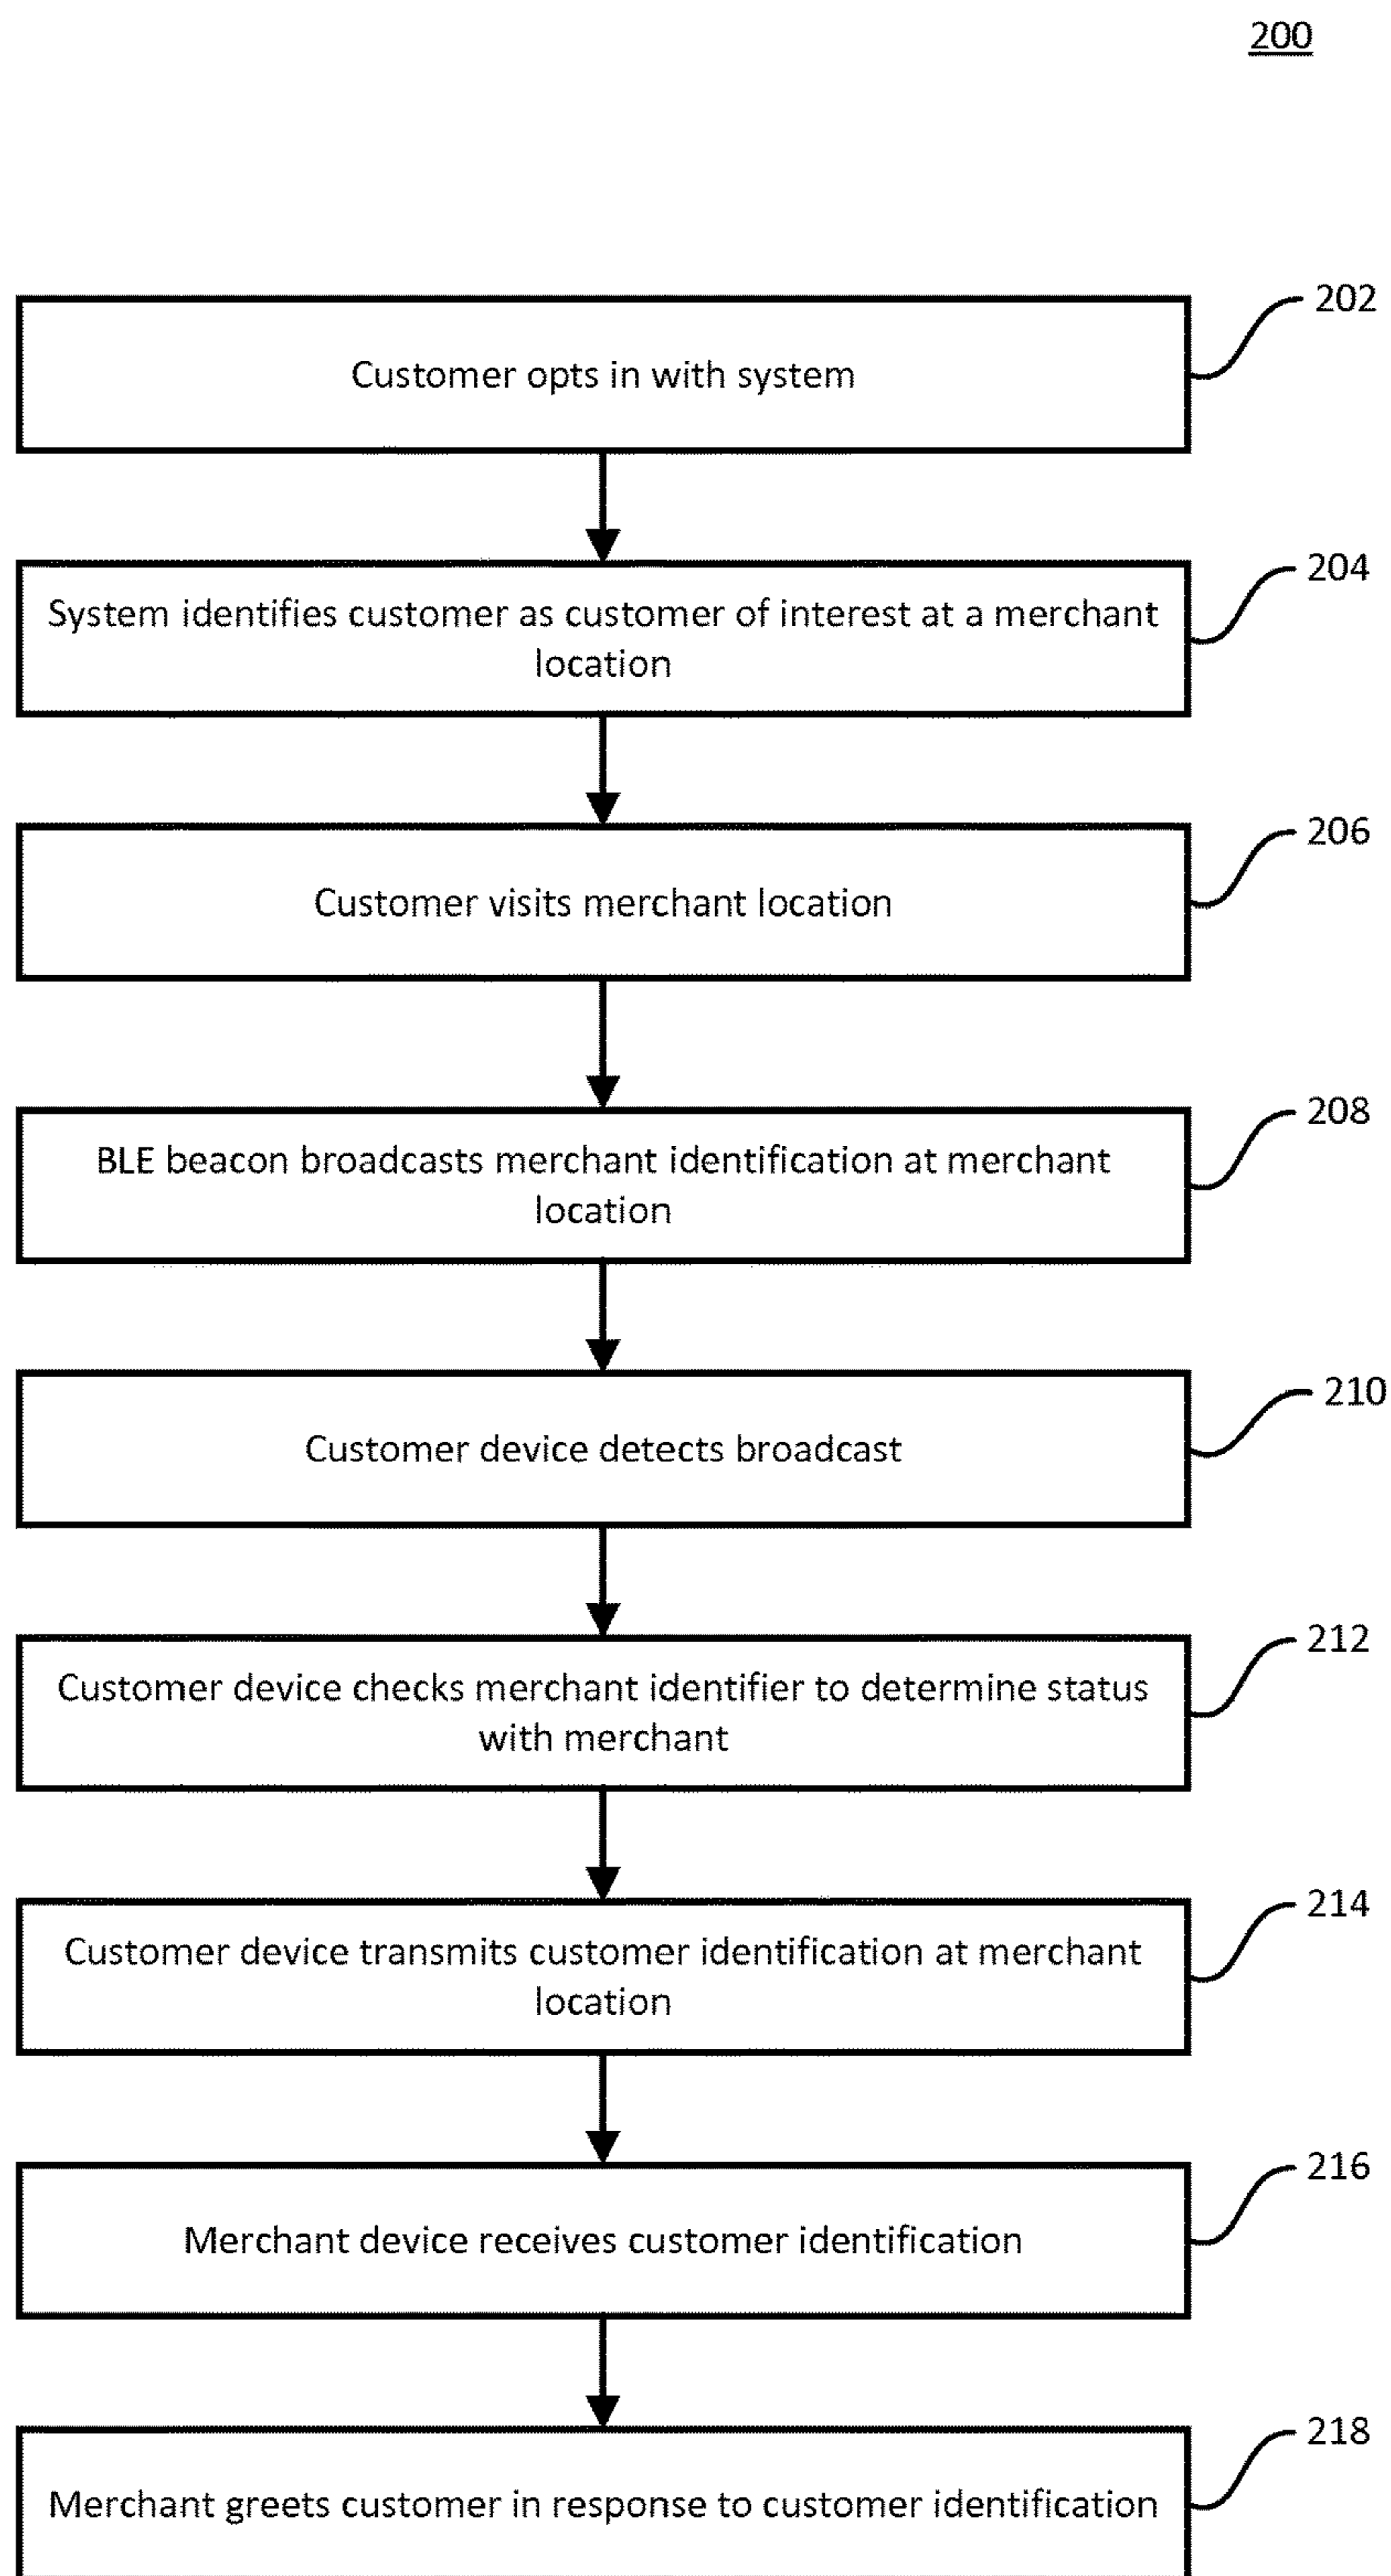 200
202
Customer opts in with system
204
System identifies customer as customer of interest at a merchant
location
206
Customer visits merchant location
208
BLE beacon broadcasts merchant identification at merchant
location
210
Customer device detects broadcast
212
Customer device checks merchant identifier to determine status
with merchant
214
Customer device transmits customer identification at merchant
location
216
Merchant device receives customer identification
218
Merchant greets customer in response to customer identification